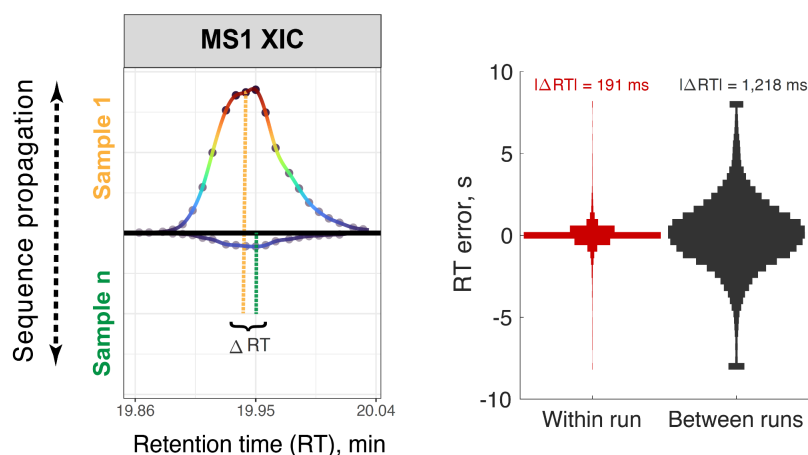 MS1 XIC
Sequence propagation
Sample 1
Sample n
Δ RT
19.86
19.95
20.04
Retention time (RT), min
RT error, s
10
5
0
-5
-10
|ΔRT| = 191 ms
|ΔRT| = 1,218 ms
Within run
Between runs